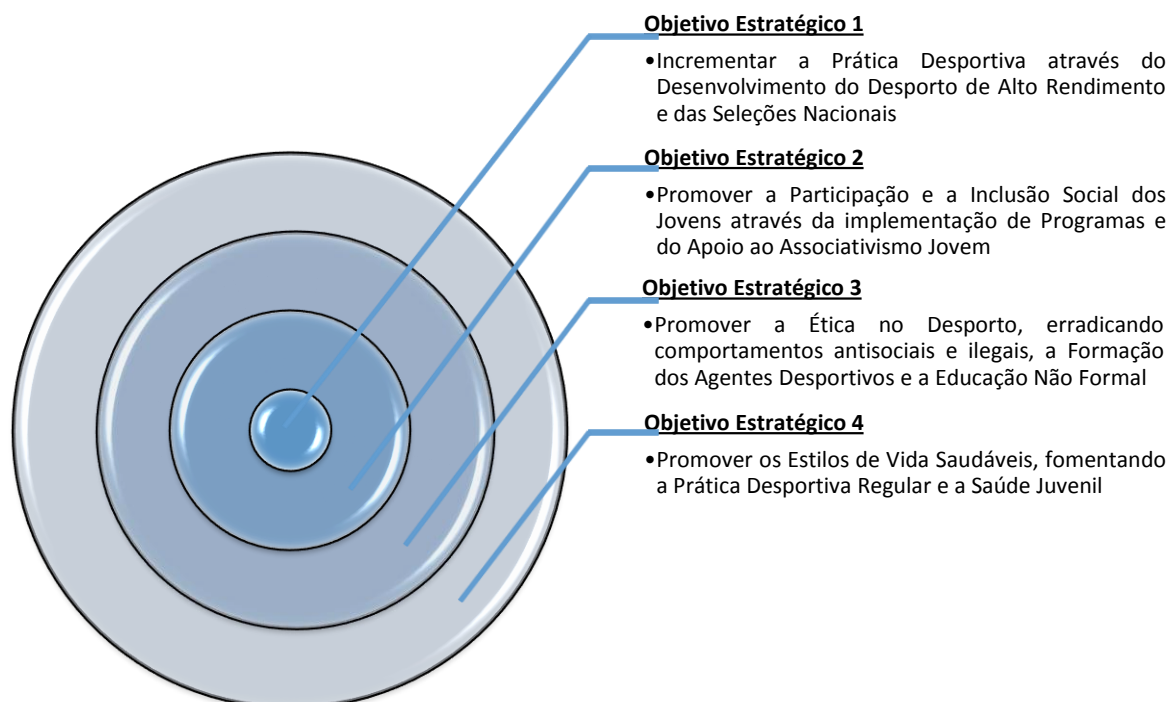 Objetivo Estratégico 1
•Incrementar a Prática Desportiva através do
Desenvolvimento do Desporto de Alto Rendimento
e das Seleções Nacionais
Objetivo Estratégico 2
•Promover a Participação e a Inclusão Social dos
Jovens através da implementação de Programas e
do Apoio ao Associativismo Jovem
Objetivo Estratégico 3
•Promover a Ética no Desporto, erradicando
comportamentos antisociais e ilegais, a Formação
dos Agentes Desportivos e a Educação Não Formal
Objetivo Estratégico 4
•Promover os Estilos de Vida Saudáveis, fomentando
a Prática Desportiva Regular e a Saúde Juvenil